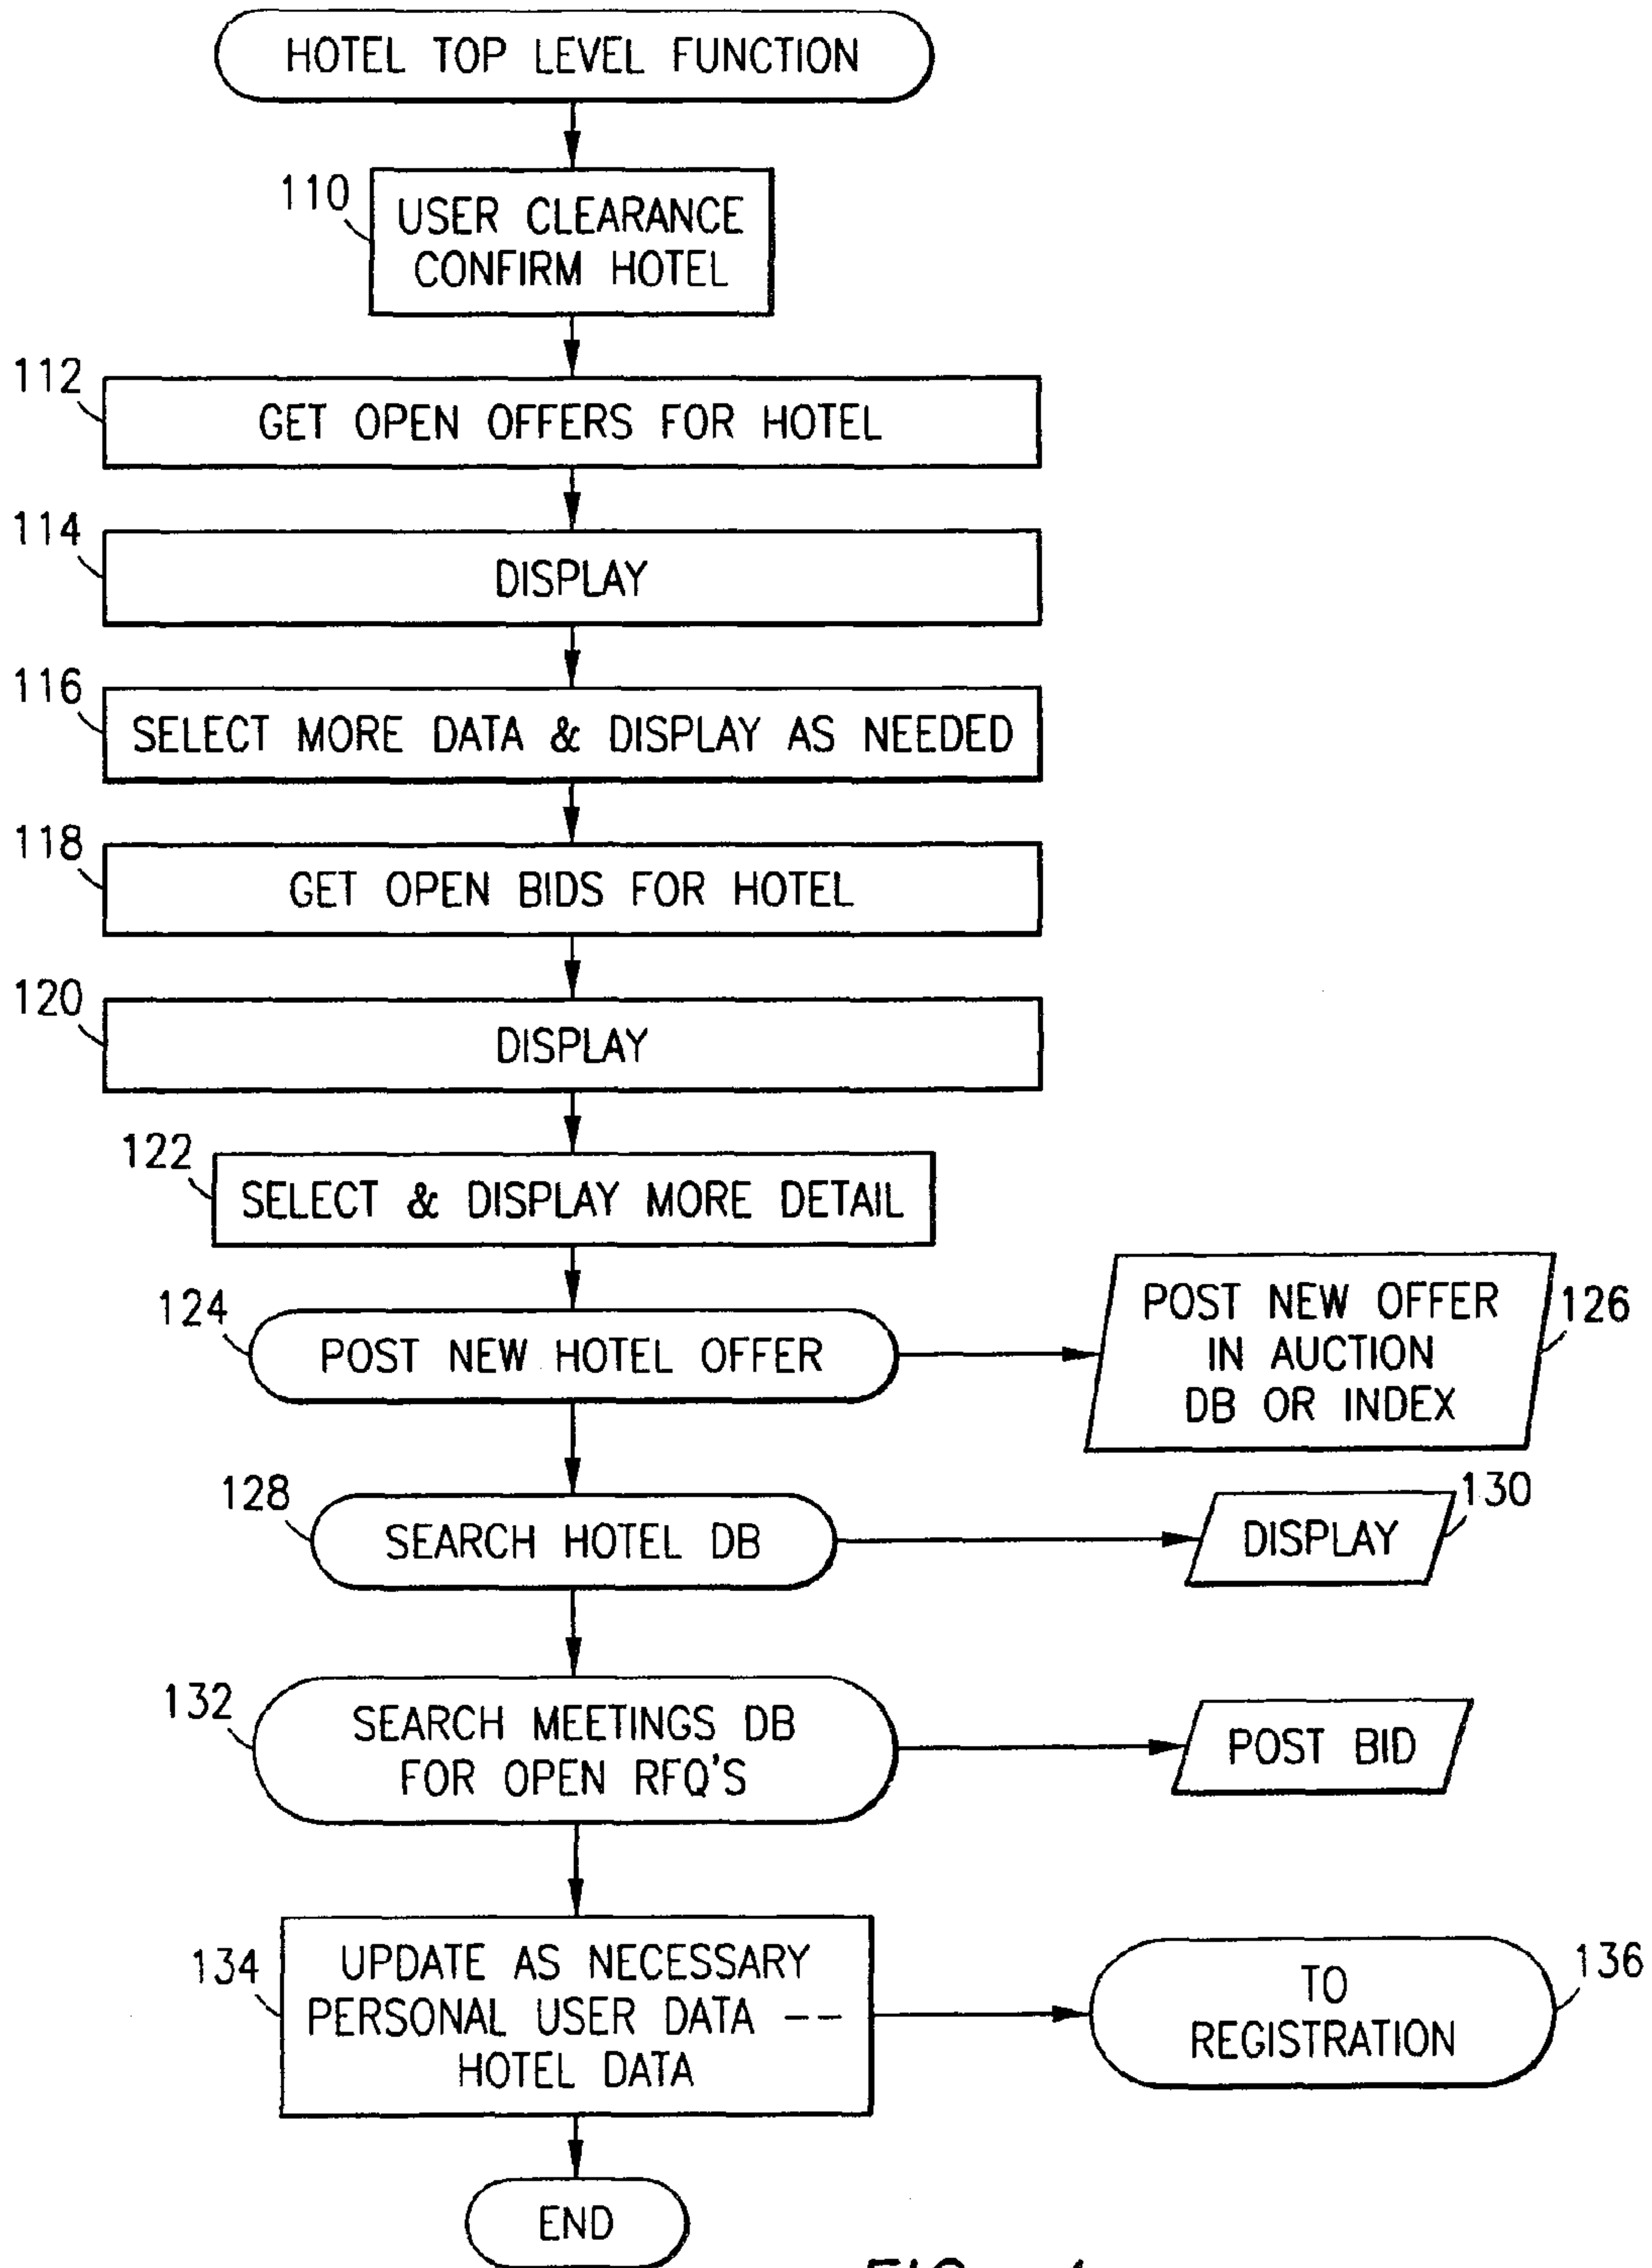 HOTEL TOP LEVEL FUNCTION
110
USER CLEARANCE
CONFIRM HOTEL
112
GET OPEN OFFERS FOR HOTEL
114
DISPLAY
116
SELECT MORE DATA & DISPLAY AS NEEDED
118
GET OPEN BIDS FOR HOTEL
120
DISPLAY
122
SELECT & DISPLAY MORE DETAIL
124
POST NEW HOTEL OFFER
POST NEW OFFER
IN AUCTION
DB OR INDEX
126
128
SEARCH HOTEL DB
DISPLAY
130
132
SEARCH MEETINGS DB
FOR OPEN RFQ'S
POST BID
134
UPDATE AS NECESSARY
PERSONAL USER DATA --
HOTEL DATA
TO
REGISTRATION
136
END